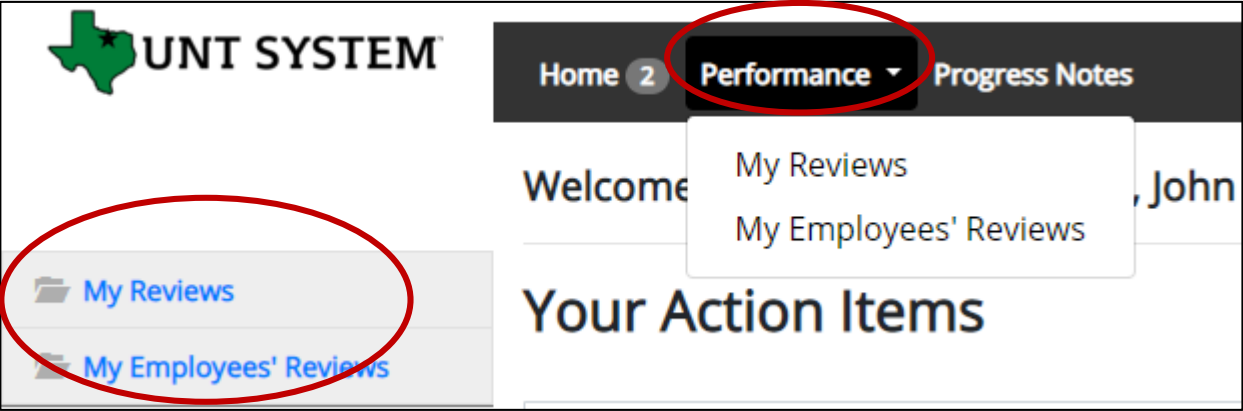 UNT SYSTEM
Home 2 Performance Progress Notes
My Reviews
My Employees' Reviews
Welcome , John
Your Action Items
My Reviews
My Employees' Reviews